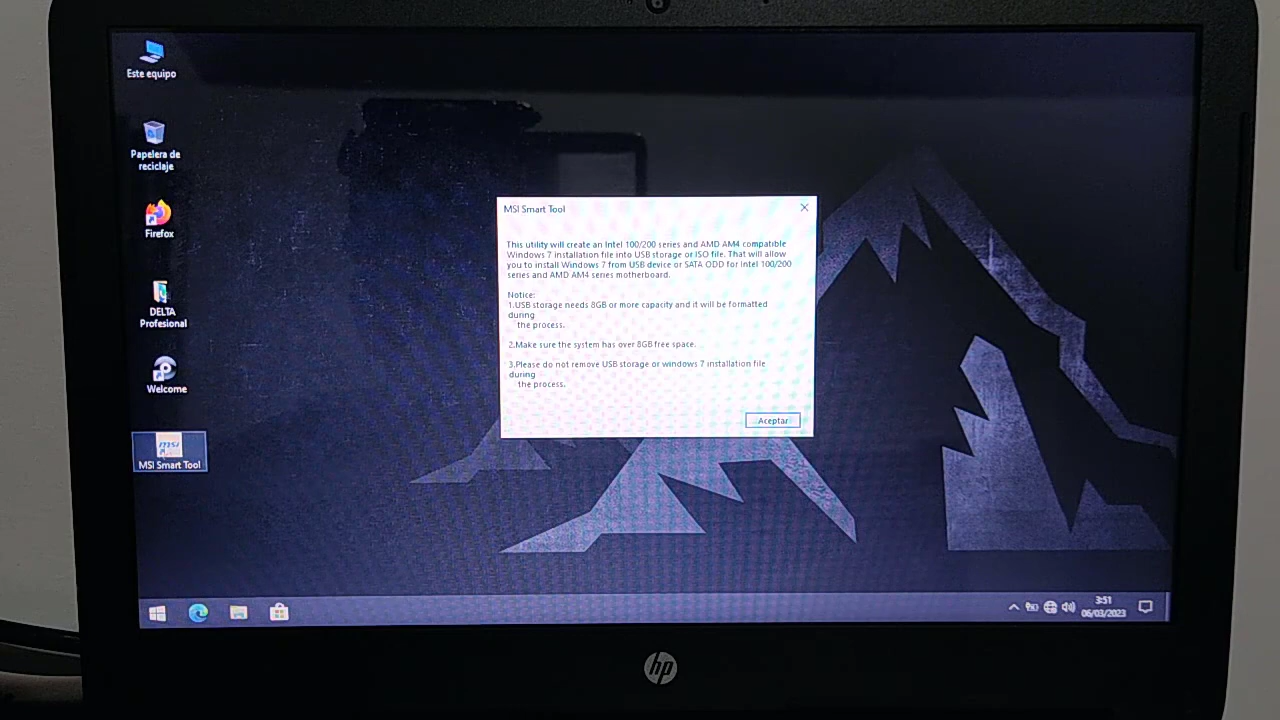 Este equipo
Papelera de
reciclaje
Firefox
DELTA
Profesional
Welcome
msi
MSI Smart Tool
MSI Smart Tool
This utility will create an Intel 100/200 series and AMD AM4 compatible
Windows 7 installation file into USB storage or ISO file. That will allow
you to install Windows 7 from USB device or SATA ODD for Intel 100/200
series and AMD AM4 series motherboard.
Notice:
1.USB storage needs 8GB or more capacity and it will be formatted
during
the process.
2.Make sure the system has over 8GB free space.
3.Please do not remove USB storage or windows 7 installation file
during
the process.
Aceptar
3:51
06/03/2023
hp